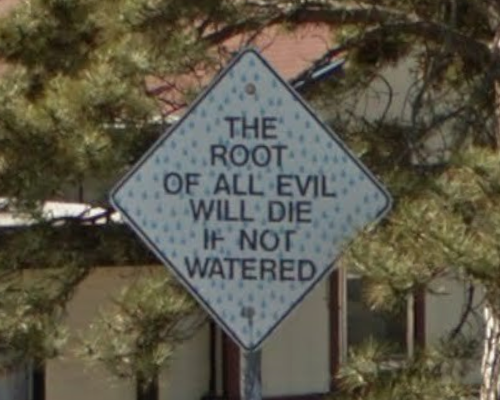 THE
ROOT
OF ALL EVIL
WILL DIE
IF NOT
WATERED